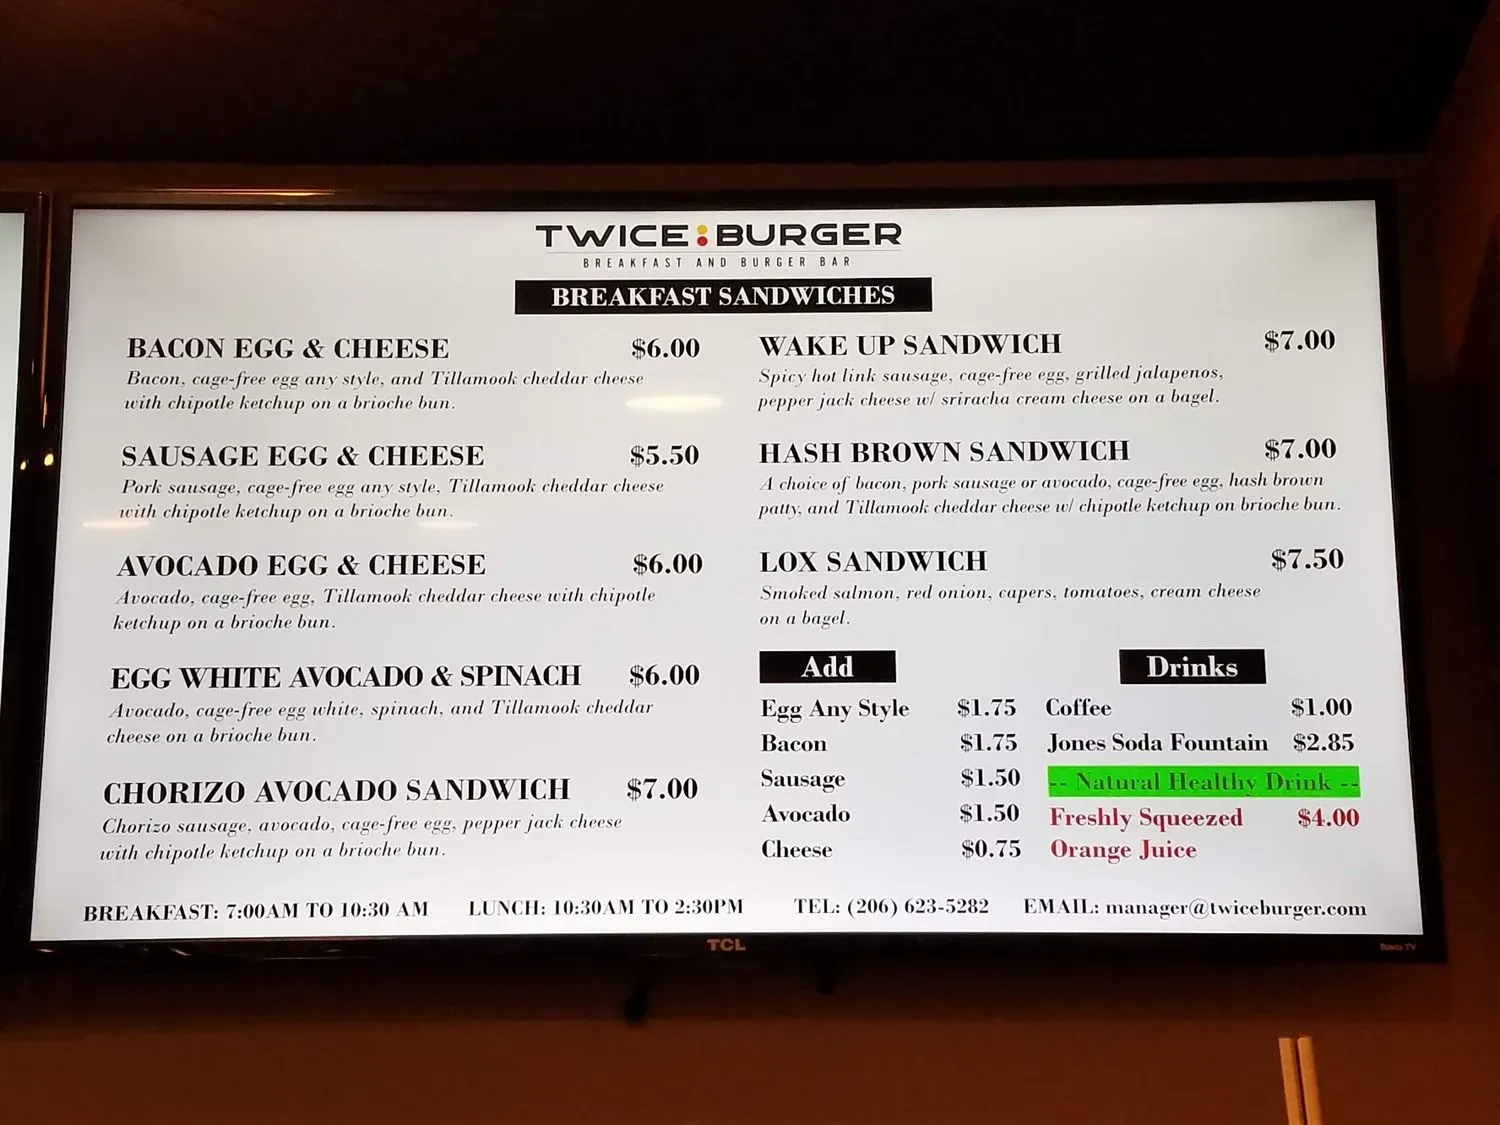 TWICE:BURGER
BREAKFAST AND BURGER BAR
BREAKFAST SANDWICHES
BACON EGG & CHEESE $6.00
Bacon, cage-free egg any style, and Tillamook cheddar cheese
with chipotle ketchup on a brioche bun.
SAUSAGE EGG & CHEESE $5.50
Pork sausage, cage-free egg any style, Tillamook cheddar cheese
with chipotle ketchup on a brioche bun.
AVOCADO EGG & CHEESE $6.00
Avocado, cage-free egg, Tillamook cheddar cheese with chipotle
ketchup on a brioche bun.
EGG WHITE AVOCADO & SPINACH $6.00
Avocado, cage-free egg white, spinach, and Tillamook cheddar
cheese on a brioche bun.
CHORIZO AVOCADO SANDWICH $7.00
Chorizo sausage, avocado, cage-free egg, pepper jack cheese
with chipotle ketchup on a brioche bun.
WAKE UP SANDWICH $7.00
Spicy hot link sausage, cage-free egg, grilled jalapenos,
pepper jack cheese w/ sriracha cream cheese on a bagel.
HASH BROWN SANDWICH $7.00
A choice of bacon, pork sausage or avocado, cage-free egg, hash brown
patty, and Tillamook cheddar cheese w/ chipotle ketchup on brioche bun.
LOX SANDWICH $7.50
Smoked salmon, red onion, capers, tomatoes, cream cheese
on a bagel.
Add
Egg Any Style $1.75
Bacon $1.75
Sausage $1.50
Avocado $1.50
Cheese $0.75
Drinks
Coffee $1.00
Jones Soda Fountain $2.85
-- Natural Healthy Drink --
Freshly Squeezed $4.00
Orange Juice
BREAKFAST: 7:00AM TO 10:30 AM LUNCH: 10:30AM TO 2:30PM TEL: (206) 623-5282 EMAIL: manager@twiceburger.com
TCL
Roku TV